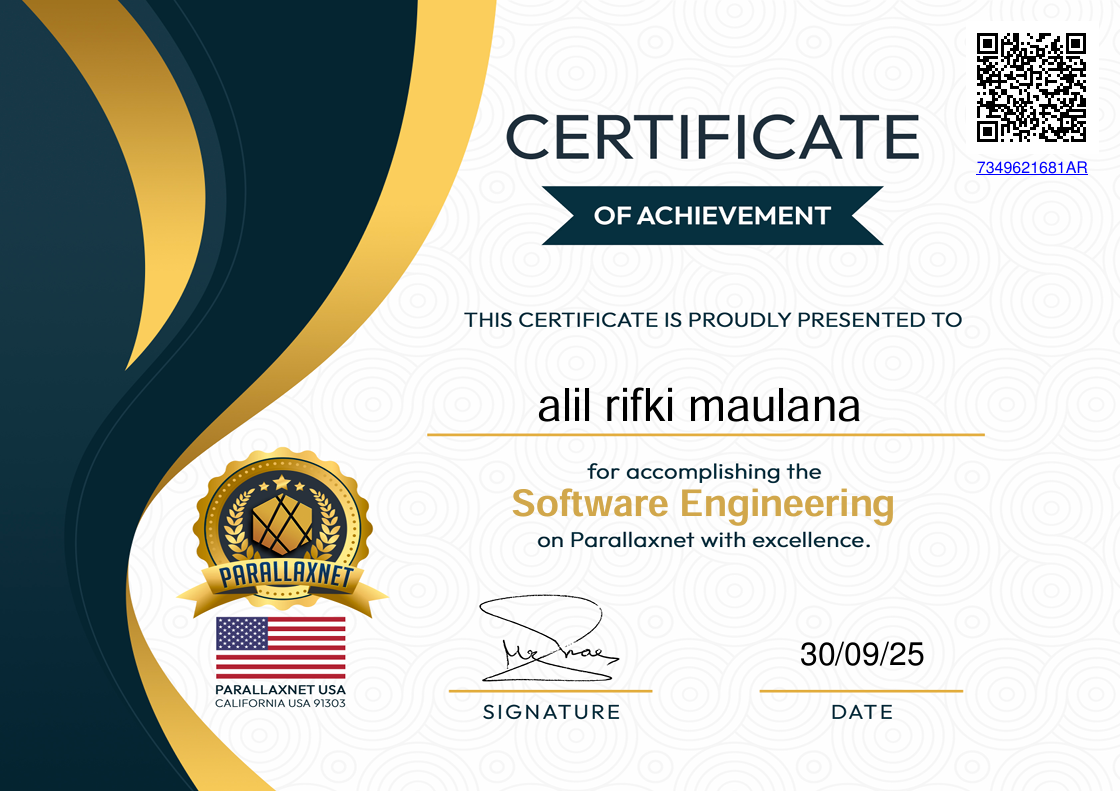 7349621681AR
CERTIFICATE
OF ACHIEVEMENT
THIS CERTIFICATE IS PROUDLY PRESENTED TO
alil rifki maulana
for accomplishing the
Software Engineering
on Parallaxnet with excellence.
PARALLAXNET
PARALLAXNET USA
CALIFORNIA USA 91303
SIGNATURE
30/09/25
DATE